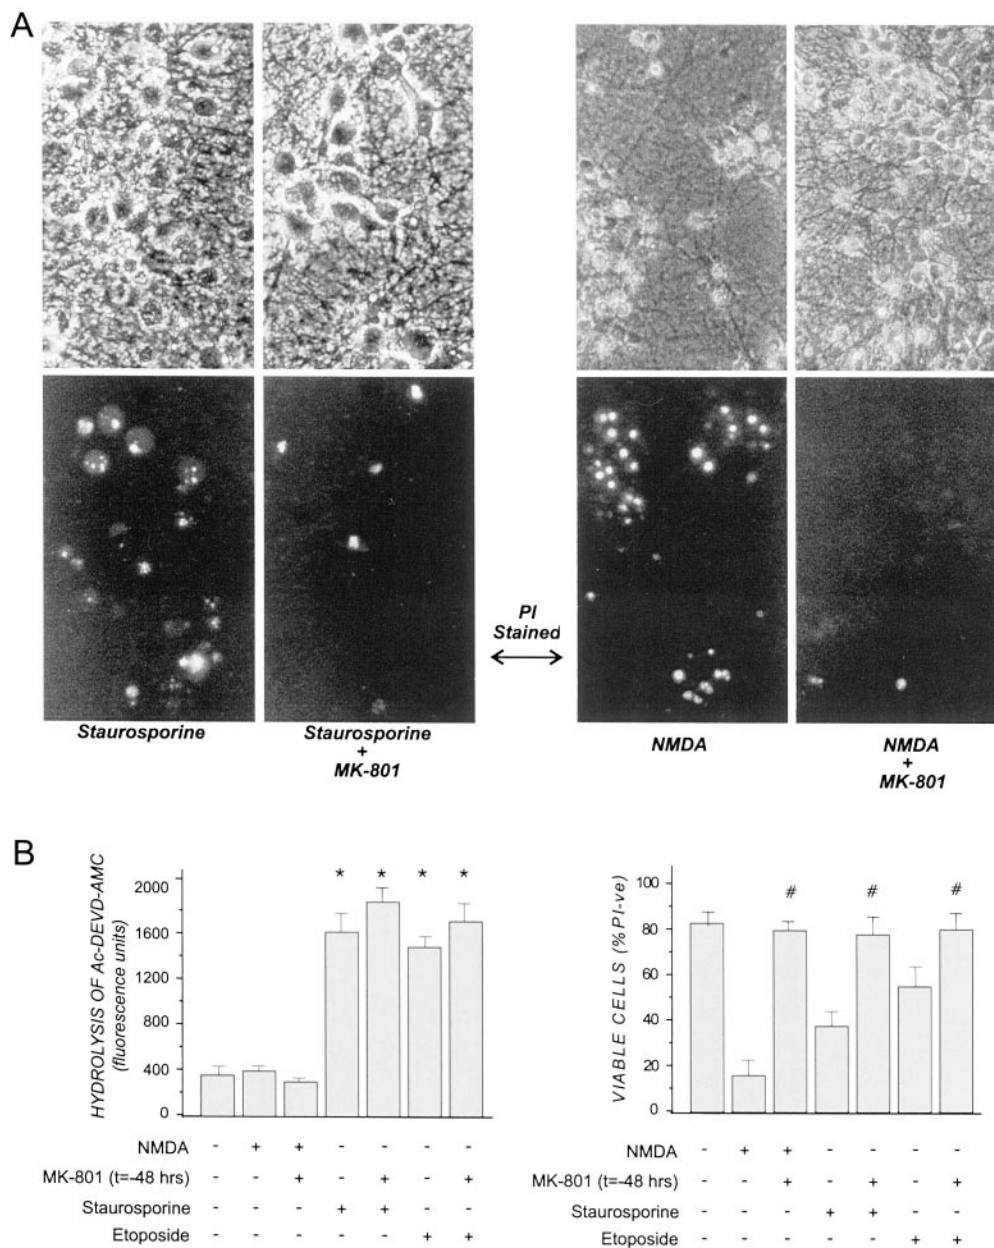 A
PI
Stained
Staurosporine
Staurosporine
+
MK-801
NMDA
NMDA
+
MK-801
B
HYDROLYSIS OF Ac-DEVD-AMC
(fluorescence units)
2000
1600
1200
800
400
0
* * * *
NMDA - + + - - - -
MK-801 (t=-48 hrs) - - + - + - +
Staurosporine - - - + + - -
Etoposide - - - - - + +
VIABLE CELLS (%PI-ve)
100
80
60
40
20
0
# # #
NMDA - + + - - - -
MK-801 (t=-48 hrs) - - + - + - +
Staurosporine - - - + + - -
Etoposide - - - - - + +